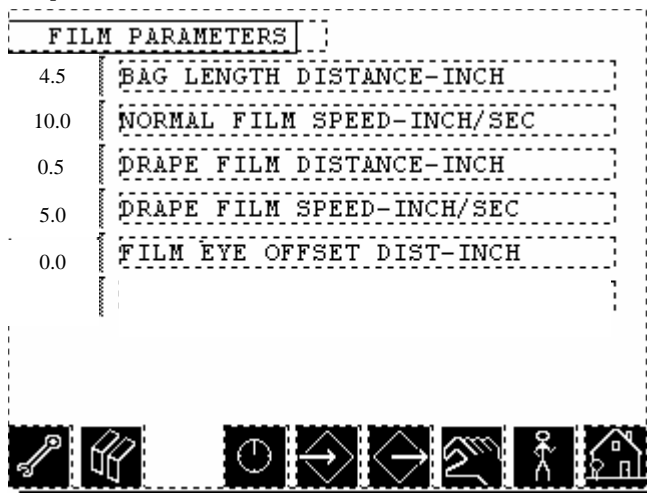 FILM PARAMETERS
4.5 BAG LENGTH DISTANCE-INCH
10.0 NORMAL FILM SPEED-INCH/SEC
0.5 DRAPE FILM DISTANCE-INCH
5.0 DRAPE FILM SPEED-INCH/SEC
0.0 FILM EYE OFFSET DIST-INCH